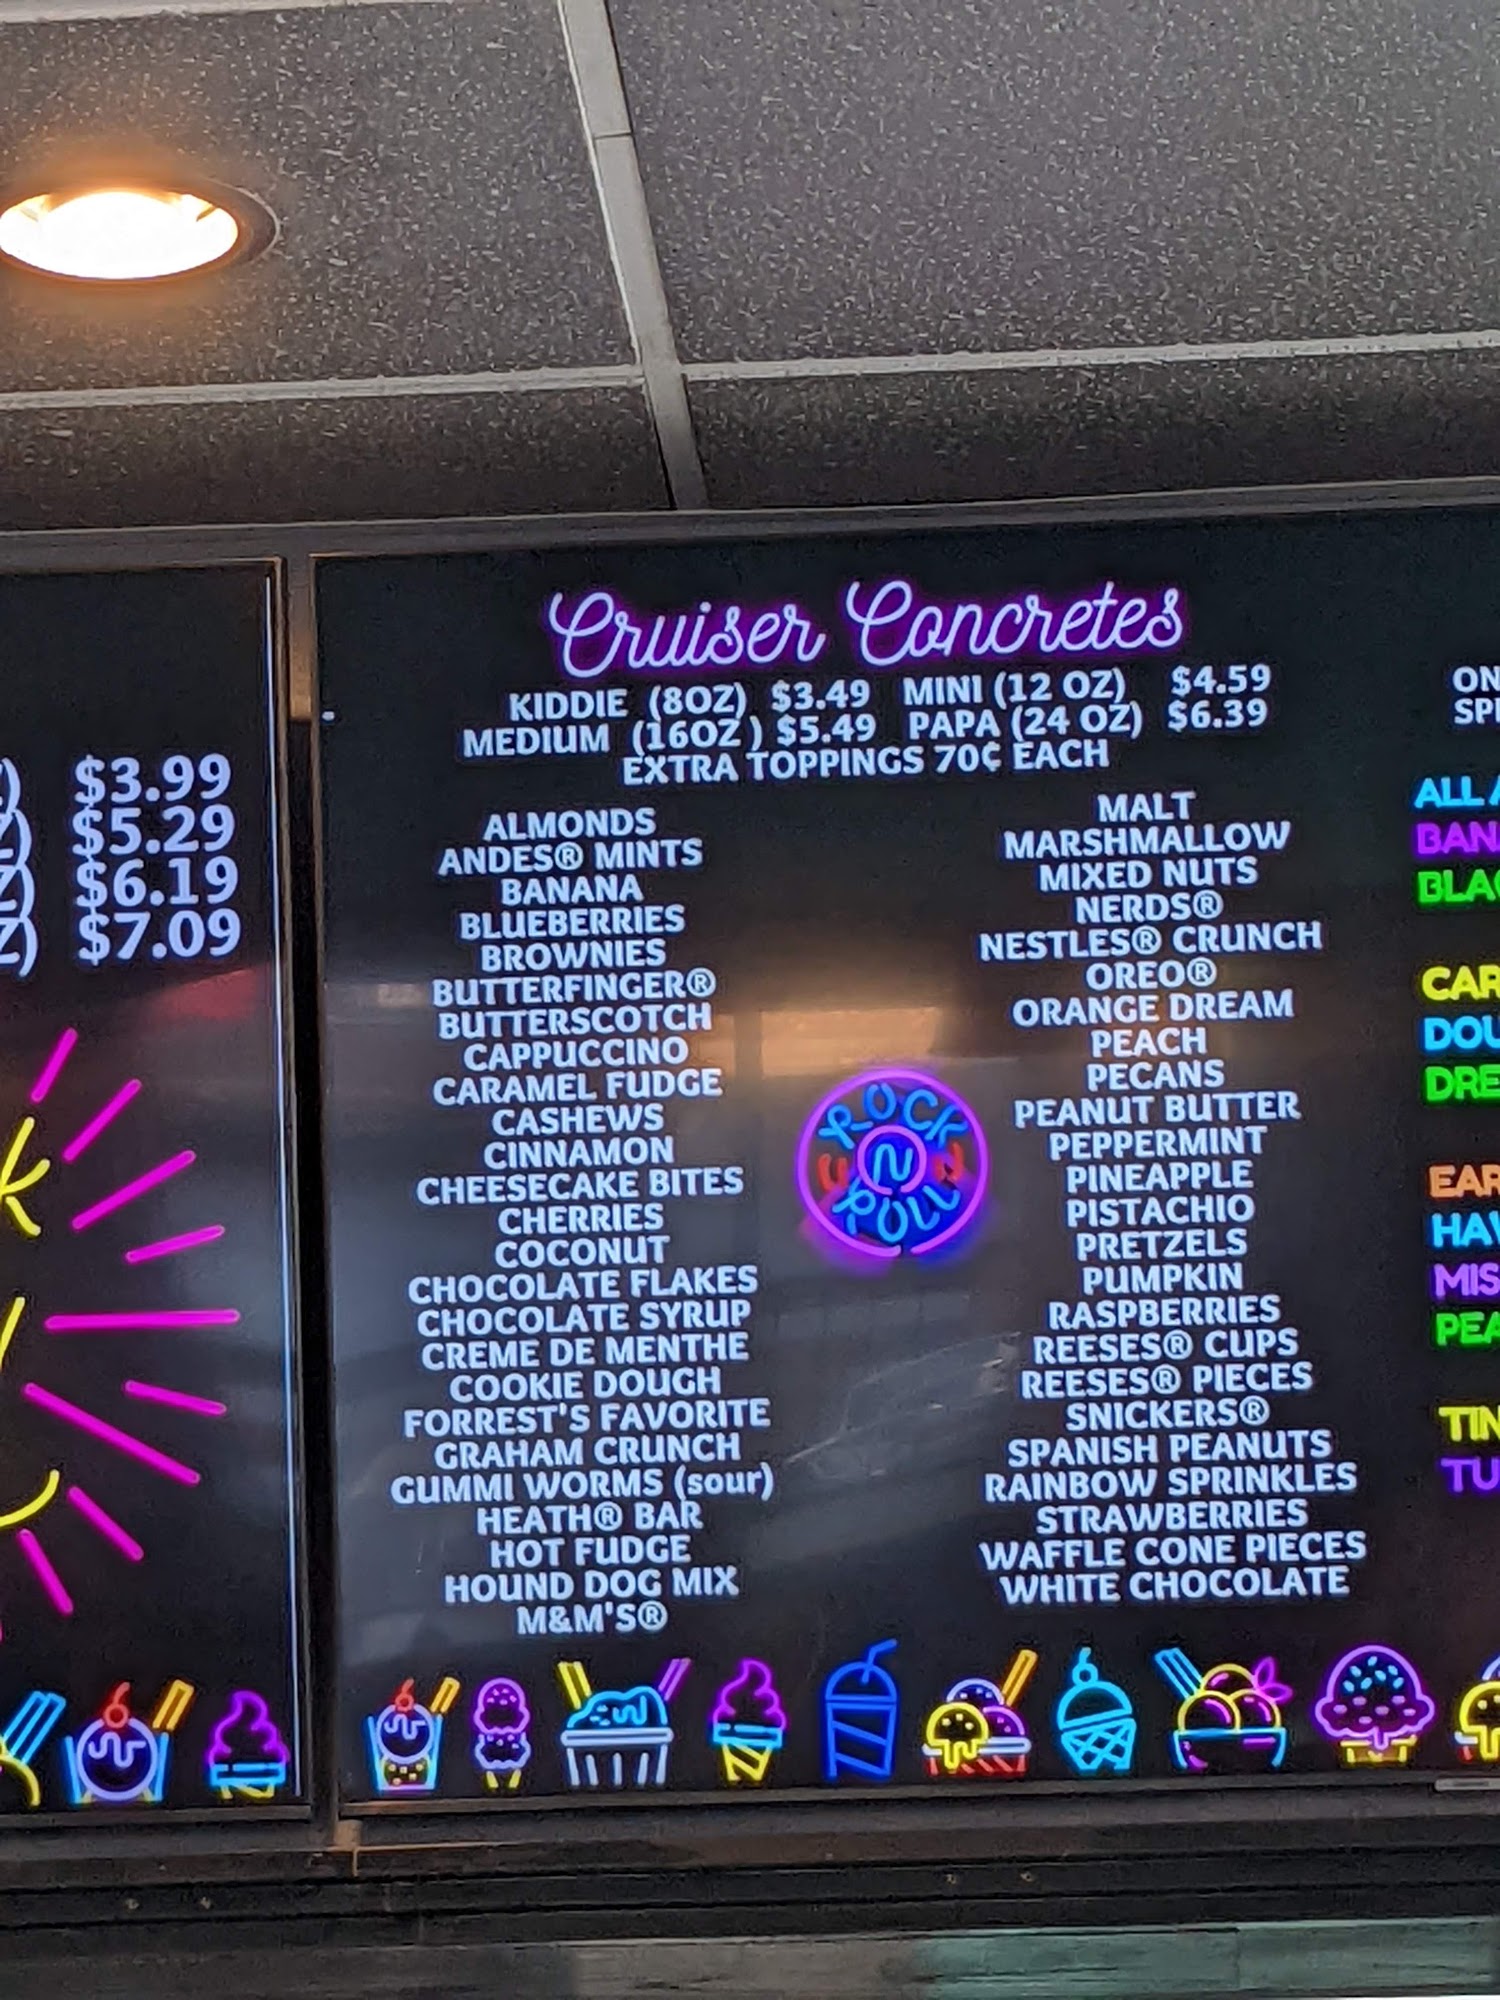 $3.99
$5.29
$6.19
$7.09
Cruiser Concretes
KIDDIE (8OZ) $3.49 MINI (12 OZ) $4.59
MEDIUM (16OZ ) $5.49 PAPA (24 OZ) $6.39
EXTRA TOPPINGS 70¢ EACH
ALMONDS
ANDES® MINTS
BANANA
BLUEBERRIES
BROWNIES
BUTTERFINGER®
BUTTERSCOTCH
CAPPUCCINO
CARAMEL FUDGE
CASHEWS
CINNAMON
CHEESECAKE BITES
CHERRIES
COCONUT
CHOCOLATE FLAKES
CHOCOLATE SYRUP
CREME DE MENTHE
COOKIE DOUGH
FORREST'S FAVORITE
GRAHAM CRUNCH
GUMMI WORMS (sour)
HEATH® BAR
HOT FUDGE
HOUND DOG MIX
M&M'S®
ROCK
N
ROLL
MALT
MARSHMALLOW
MIXED NUTS
NERDS®
NESTLES® CRUNCH
OREO®
ORANGE DREAM
PEACH
PECANS
PEANUT BUTTER
PEPPERMINT
PINEAPPLE
PISTACHIO
PRETZELS
PUMPKIN
RASPBERRIES
REESES® CUPS
REESES® PIECES
SNICKERS®
SPANISH PEANUTS
RAINBOW SPRINKLES
STRAWBERRIES
WAFFLE CONE PIECES
WHITE CHOCOLATE
ALL